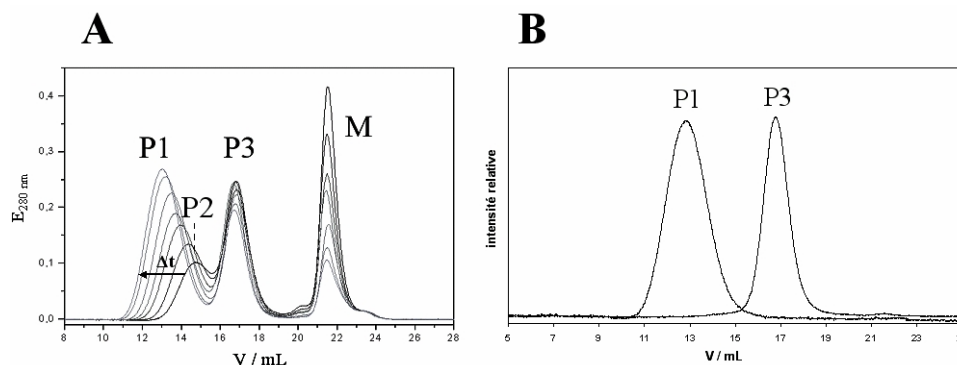 A
B
P1
P3
M
P2
Δt
0,4
0,3
0,2
0,1
0,0
E280 nm
8 10 12 14 16 18 20 22 24 26 28
V / mL
P1
P3
intensité relative
5 7 9 11 13 15 17 19 21 23
V / mL